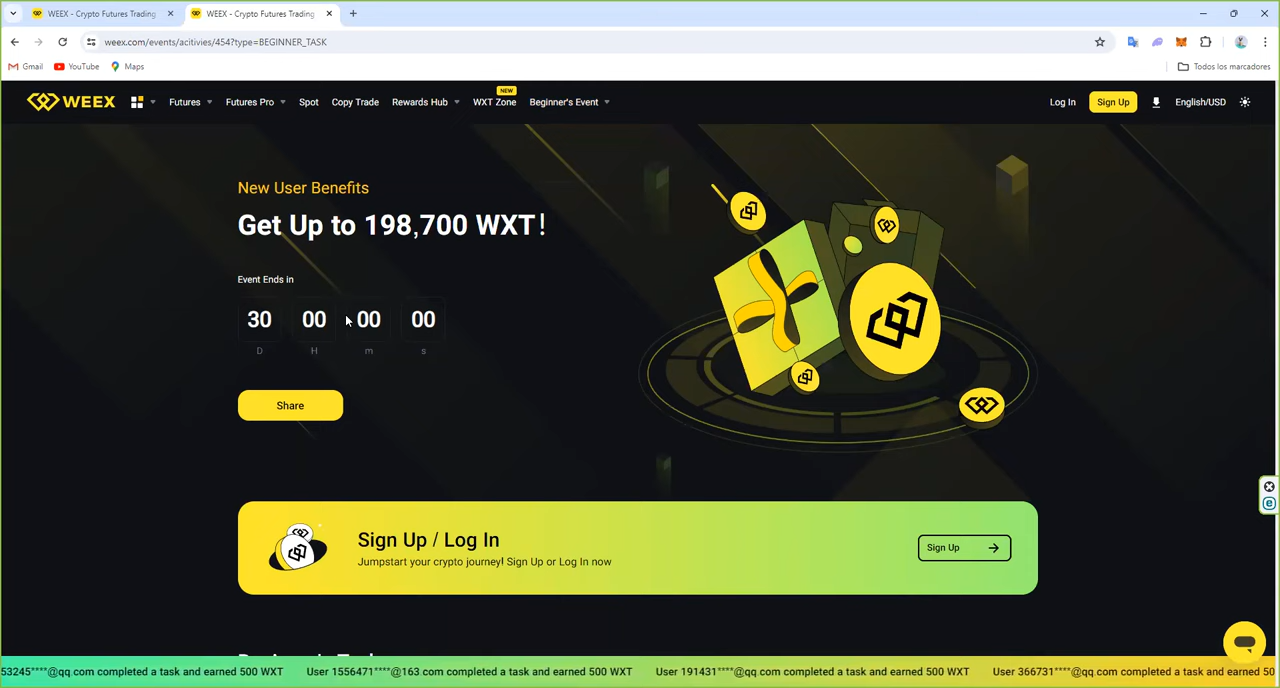 WEEX - Crypto Futures Trading
WEEX - Crypto Futures Trading
weex.com/events/acitivies/454?type=BEGINNER_TASK
Gmail
YouTube
Maps
Todos los marcadores
WEEX
Futures
Futures Pro
Spot
Copy Trade
Rewards Hub
WXT Zone
NEW
Beginner's Event
Log In
Sign Up
English/USD
New User Benefits
Get Up to 198,700 WXT!
Event Ends in
30 00 00 00
D H m s
Share
Sign Up / Log In
Jumpstart your crypto journey! Sign Up or Log In now
Sign Up
53245****@qq.com completed a task and earned 500 WXT User 1556471****@163.com completed a task and earned 500 WXT User 191431****@qq.com completed a task and earned 500 WXT User 366731****@qq.com completed a task and earned 50